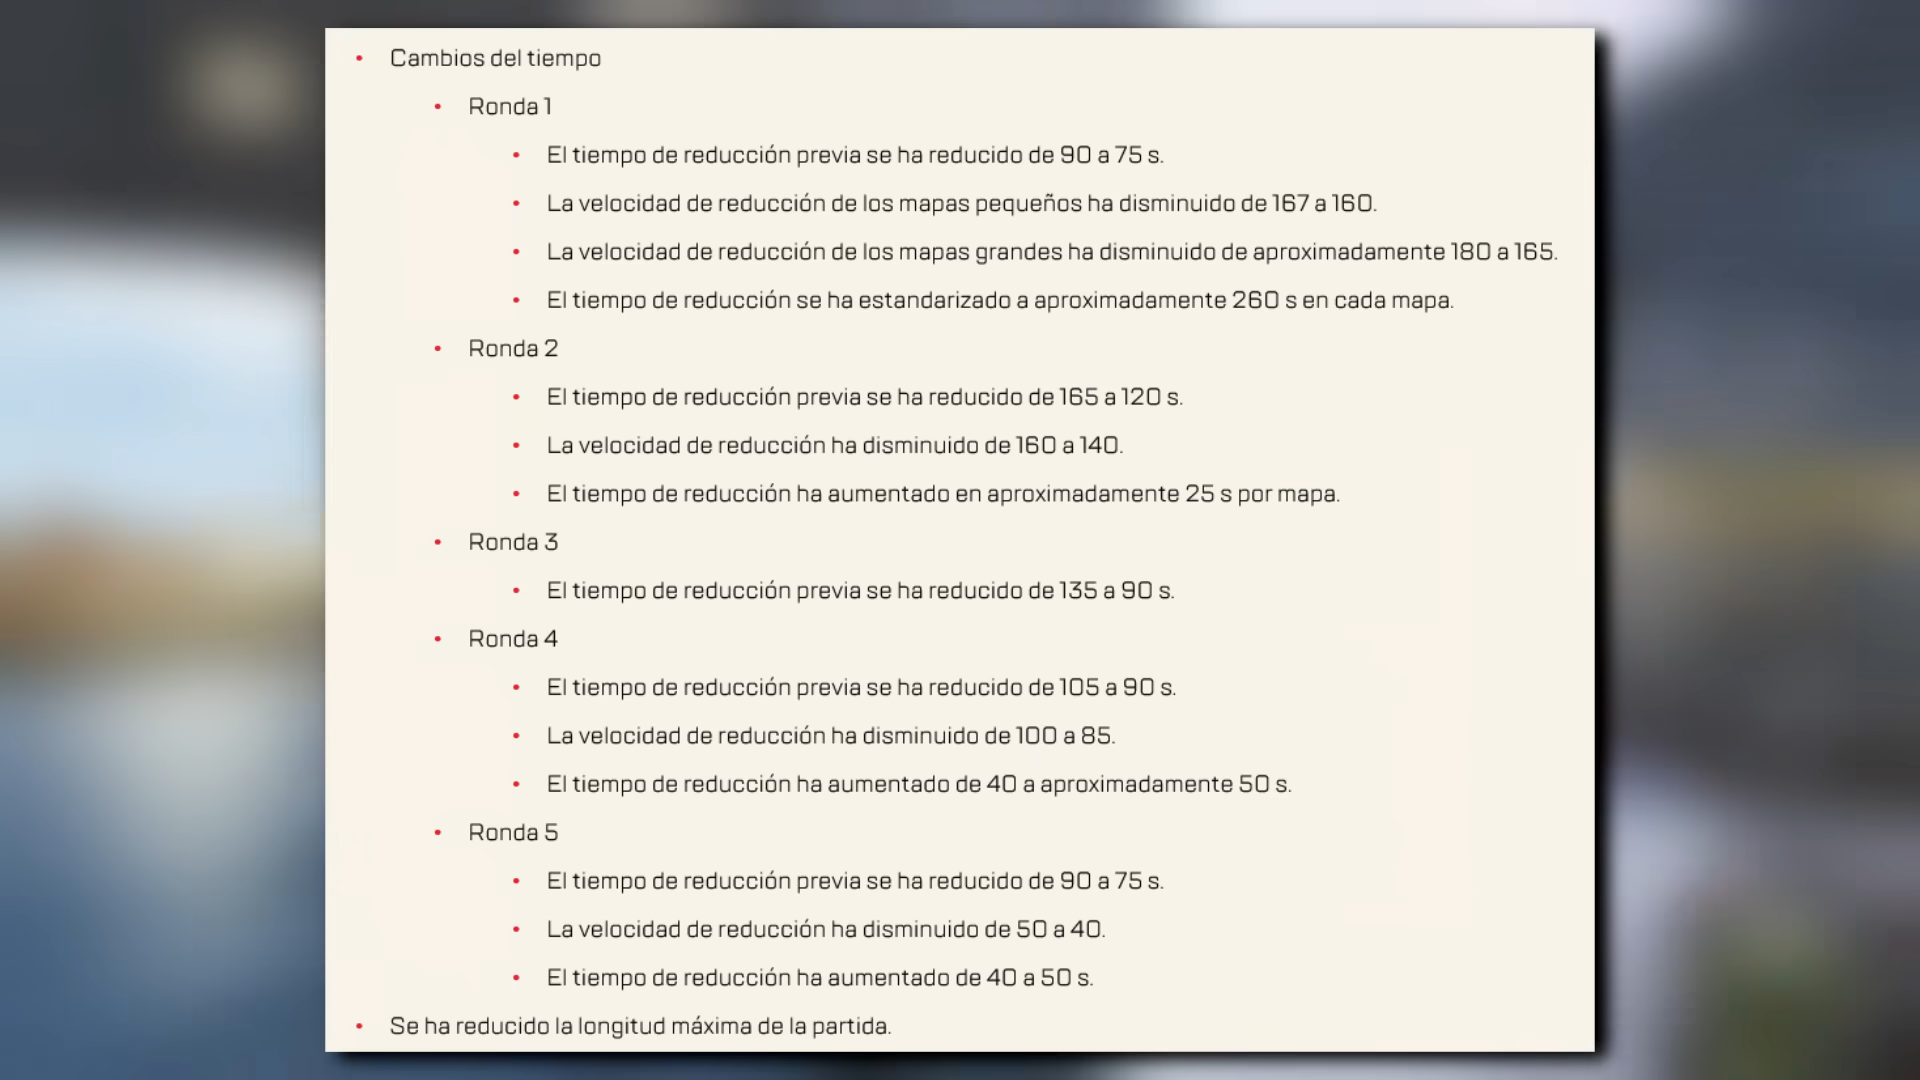 Cambios del tiempo
Ronda 1
El tiempo de reducción previa se ha reducido de 90 a 75 s.
La velocidad de reducción de los mapas pequeños ha disminuido de 167 a 160.
La velocidad de reducción de los mapas grandes ha disminuido de aproximadamente 180 a 165.
El tiempo de reducción se ha estandarizado a aproximadamente 260 s en cada mapa.
Ronda 2
El tiempo de reducción previa se ha reducido de 165 a 120 s.
La velocidad de reducción ha disminuido de 160 a 140.
El tiempo de reducción ha aumentado en aproximadamente 25 s por mapa.
Ronda 3
El tiempo de reducción previa se ha reducido de 135 a 90 s.
Ronda 4
El tiempo de reducción previa se ha reducido de 105 a 90 s.
La velocidad de reducción ha disminuido de 100 a 85.
El tiempo de reducción ha aumentado de 40 a aproximadamente 50 s.
Ronda 5
El tiempo de reducción previa se ha reducido de 90 a 75 s.
La velocidad de reducción ha disminuido de 50 a 40.
El tiempo de reducción ha aumentado de 40 a 50 s.
Se ha reducido la longitud máxima de la partida.